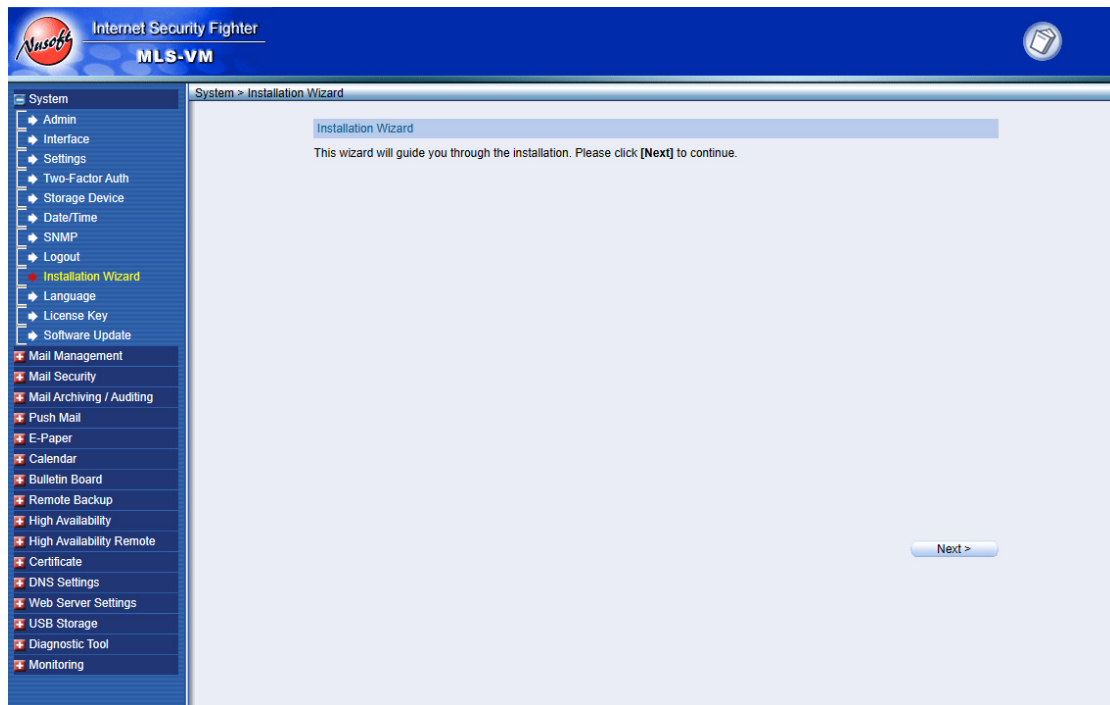 Nusoft
Internet Security Fighter
MLS-VM
System
Admin
Interface
Settings
Two-Factor Auth
Storage Device
Date/Time
SNMP
Logout
Installation Wizard
Language
License Key
Software Update
Mail Management
Mail Security
Mail Archiving / Auditing
Push Mail
E-Paper
Calendar
Bulletin Board
Remote Backup
High Availability
High Availability Remote
Certificate
DNS Settings
Web Server Settings
USB Storage
Diagnostic Tool
Monitoring
System > Installation Wizard
Installation Wizard
This wizard will guide you through the installation. Please click [Next] to continue.
Next >